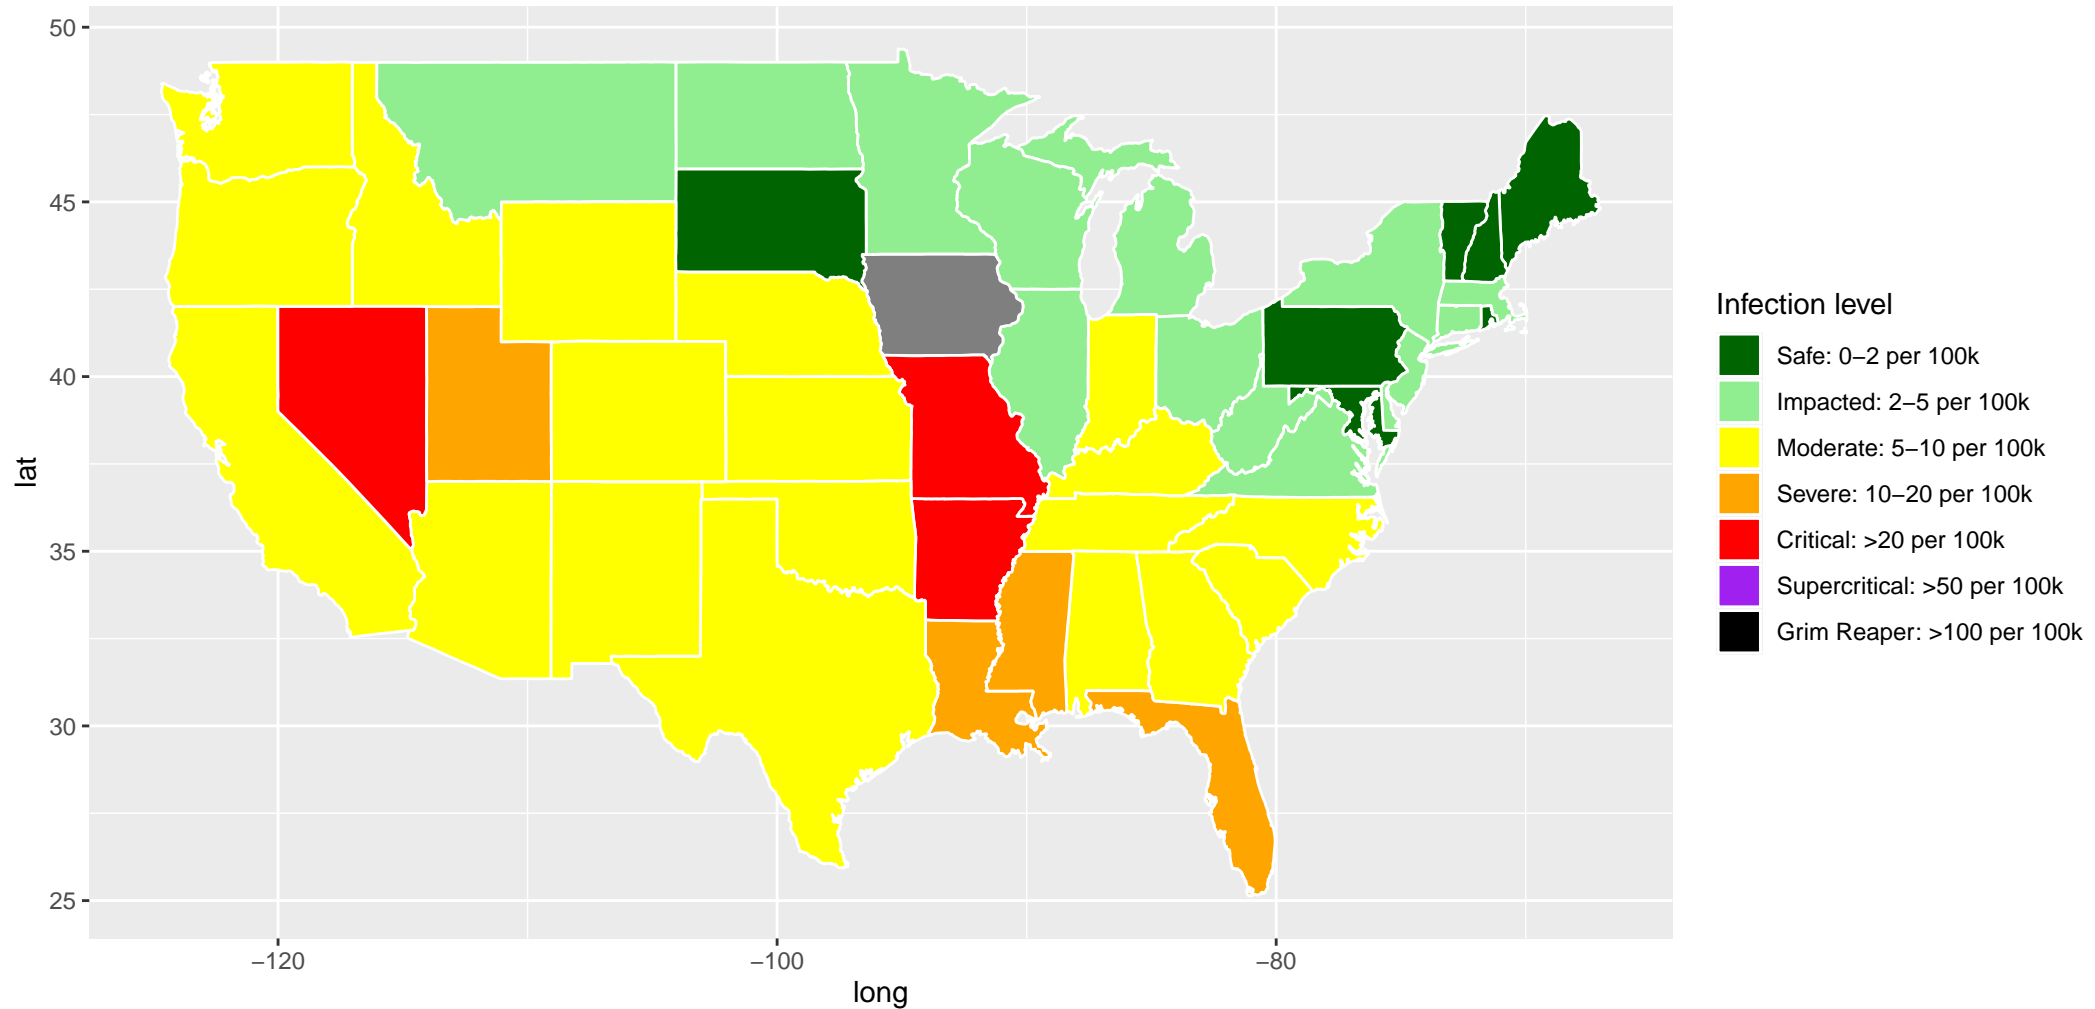 50
45
40
35
30
25
lat
−120
−100
−80
long
Infection level
Safe: 0−2 per 100k
Impacted: 2−5 per 100k
Moderate: 5−10 per 100k
Severe: 10−20 per 100k
Critical: >20 per 100k
Supercritical: >50 per 100k
Grim Reaper: >100 per 100k